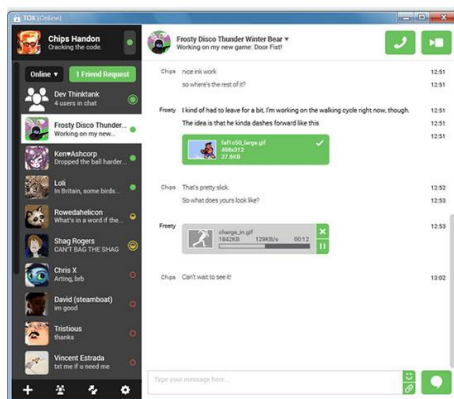 TOX (Online)
Chips Handon
Cracking the code.
Online
1 Friend Request
Dev Thinktank
4 users in chat
Frosty Disco Thunder...
Working on my new...
Ken♥Ashcorp
Dropped the ball harder...
Loli
In Britain, some birds...
Rowedahelicon
What's in a word if the...
Shag Rogers
CAN'T BAG THE SHAG
Chris X
Arting, brb
David (steamboat)
im good
Tristious
thanks
Vincent Estrada
txt me if u need me
Frosty Disco Thunder Winter Bear
Working on my new game: Door Fist!
Chips nice ink work 12:51
so where's the rest of it? 12:51
Frosty I kind of had to leave for a bit, I'm working on the walking cycle right now, though. 12:51
The idea is that he kinda dashes forward like this 12:51
12:51
27.6KB
Chips That's pretty slick. 12:52
So what does yours look like? 12:53
Frosty 12:53
charge_in.gif
1842KB 129KB/s 00:12
Chips Can't wait to see it! 13:02
Type your message here...